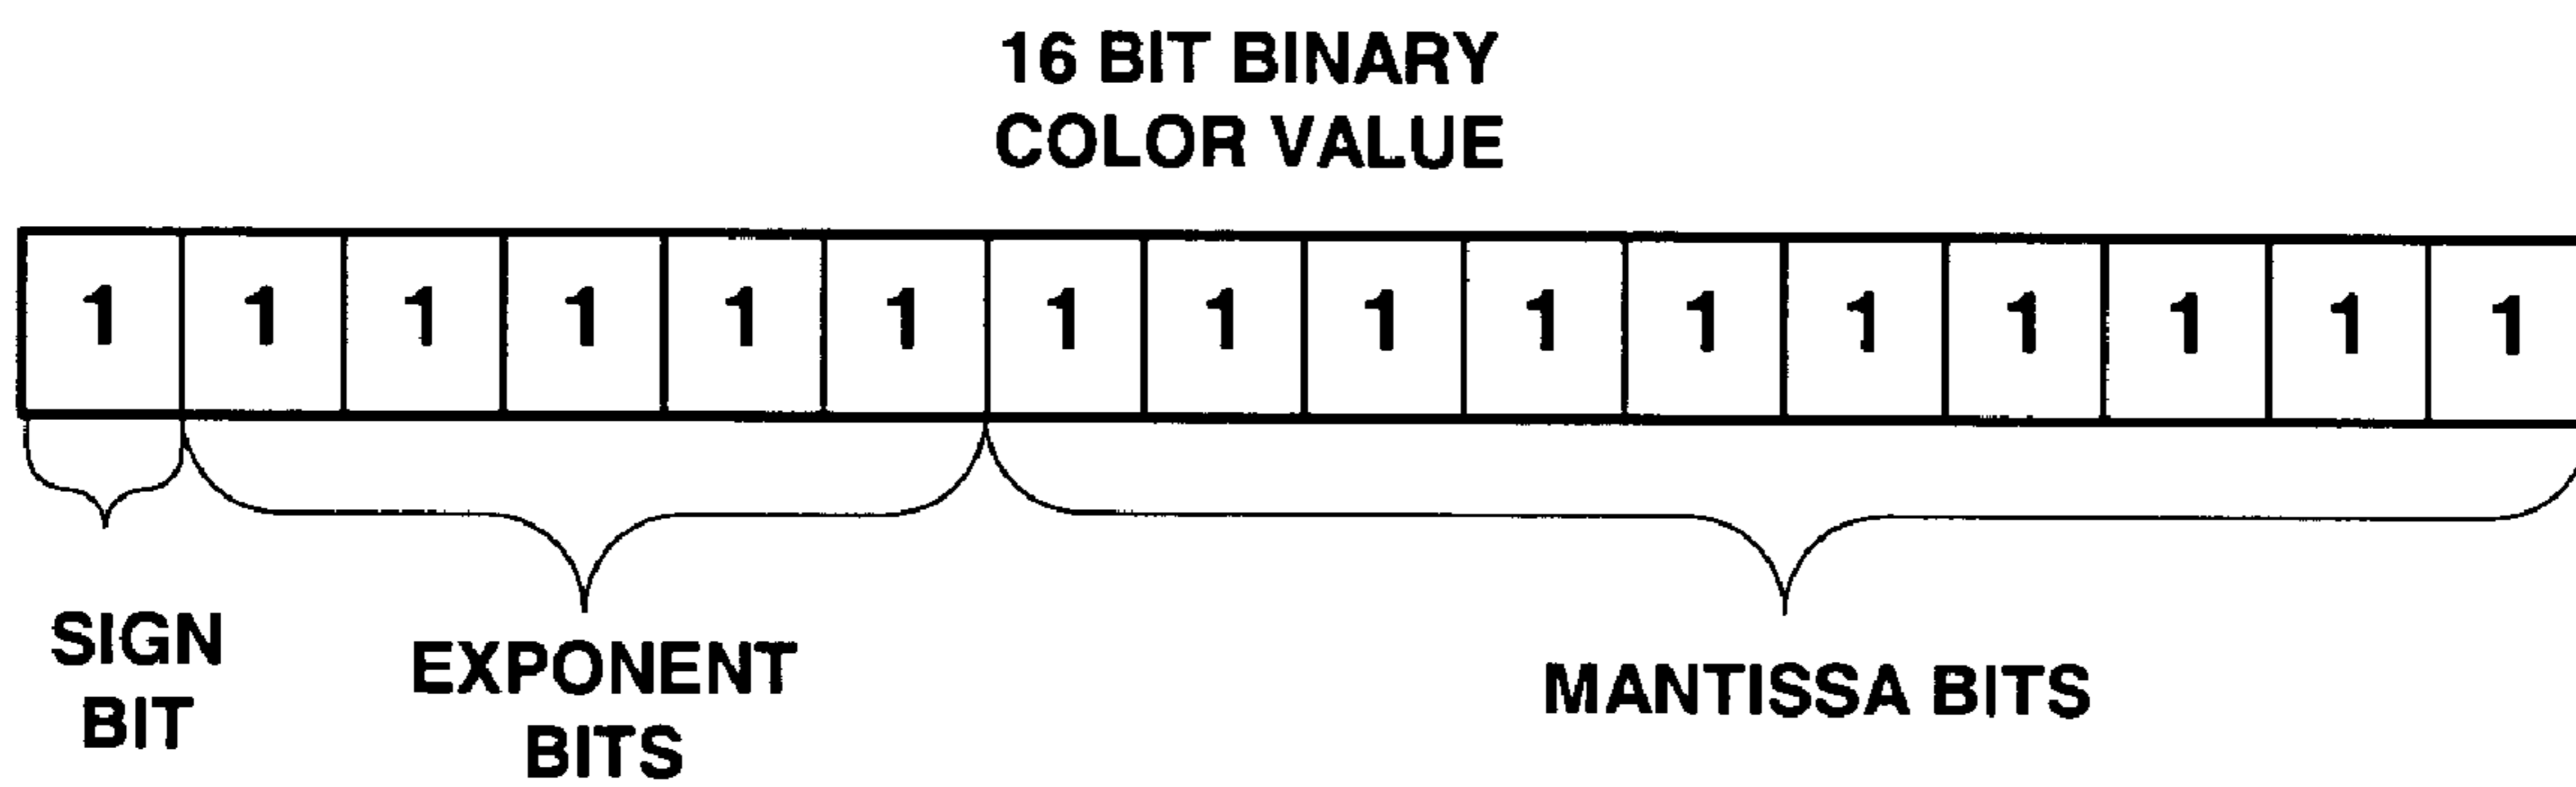 16 BIT BINARY
COLOR VALUE
1 1 1 1 1 1 1 1 1 1 1 1 1 1 1 1
SIGN
BIT
EXPONENT
BITS
MANTISSA BITS